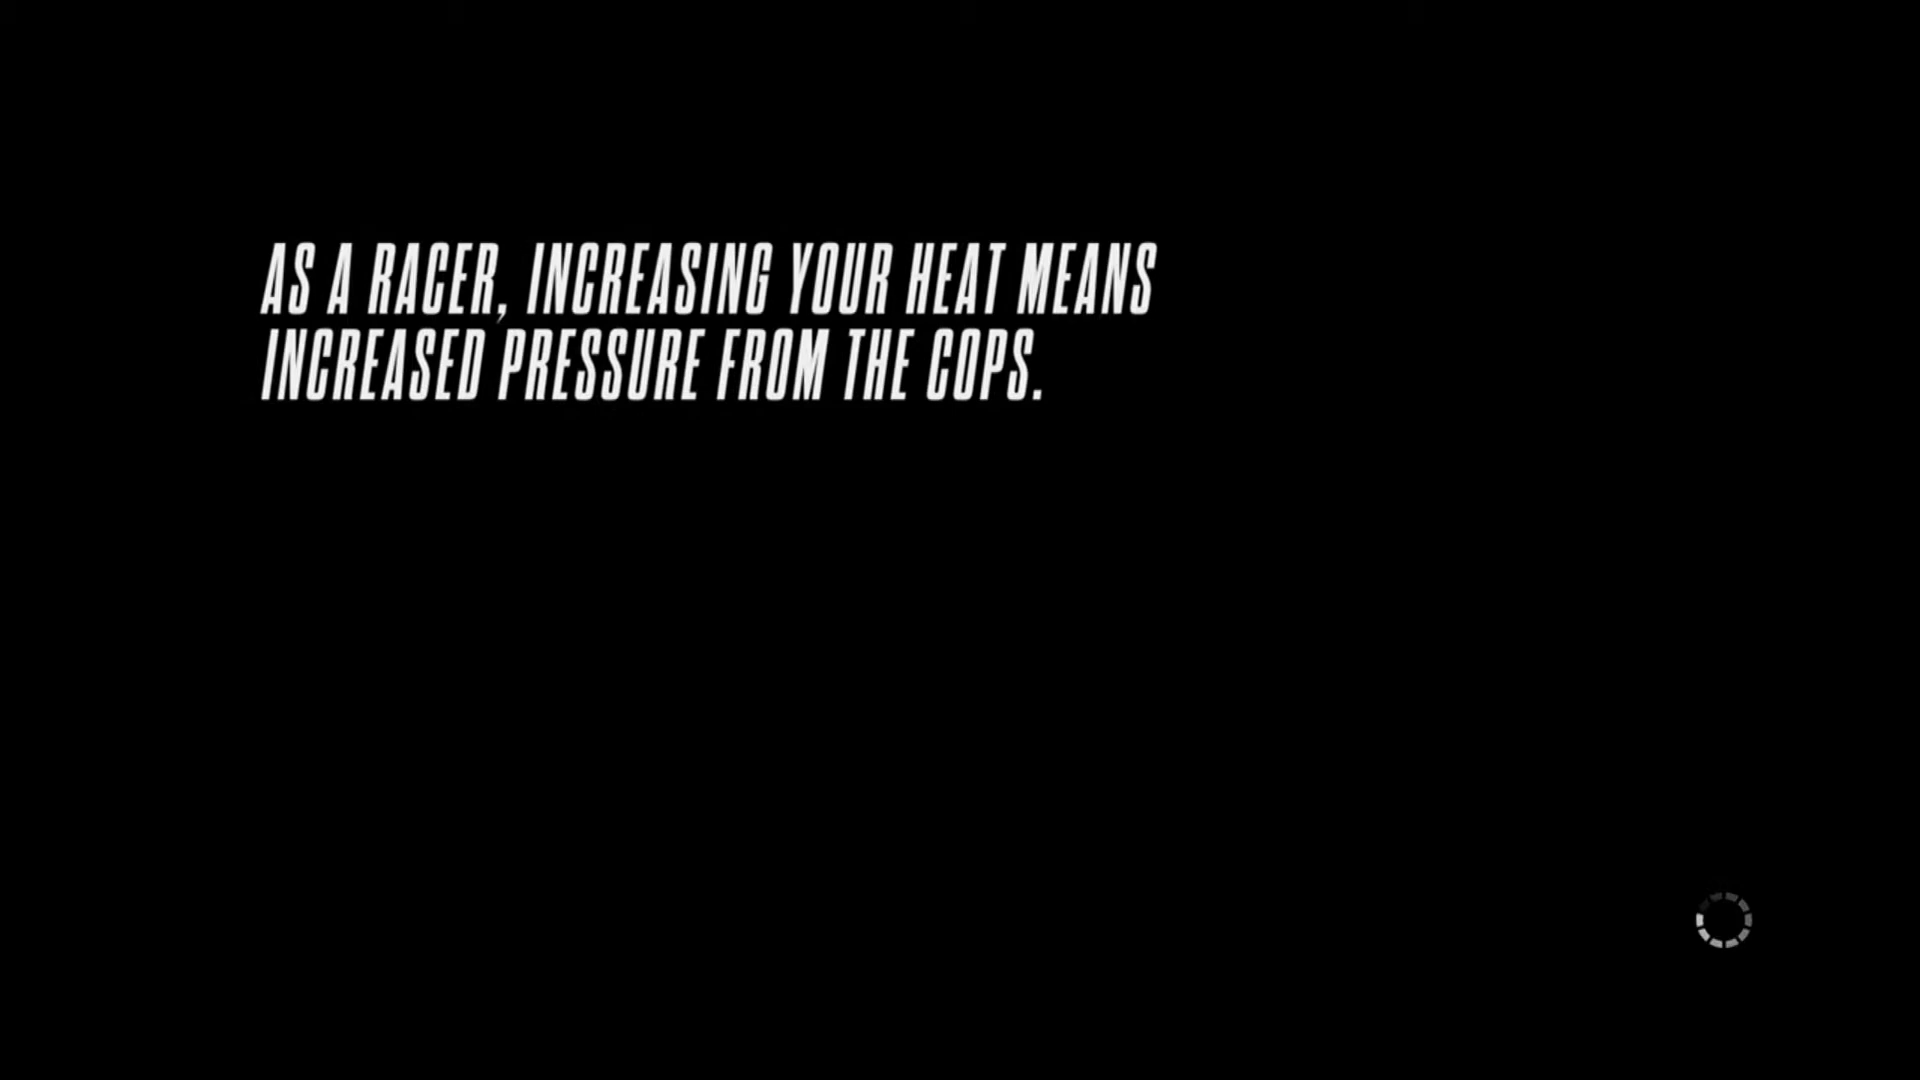 AS A RACER, INCREASING YOUR HEAT MEANS
INCREASED PRESSURE FROM THE COPS.